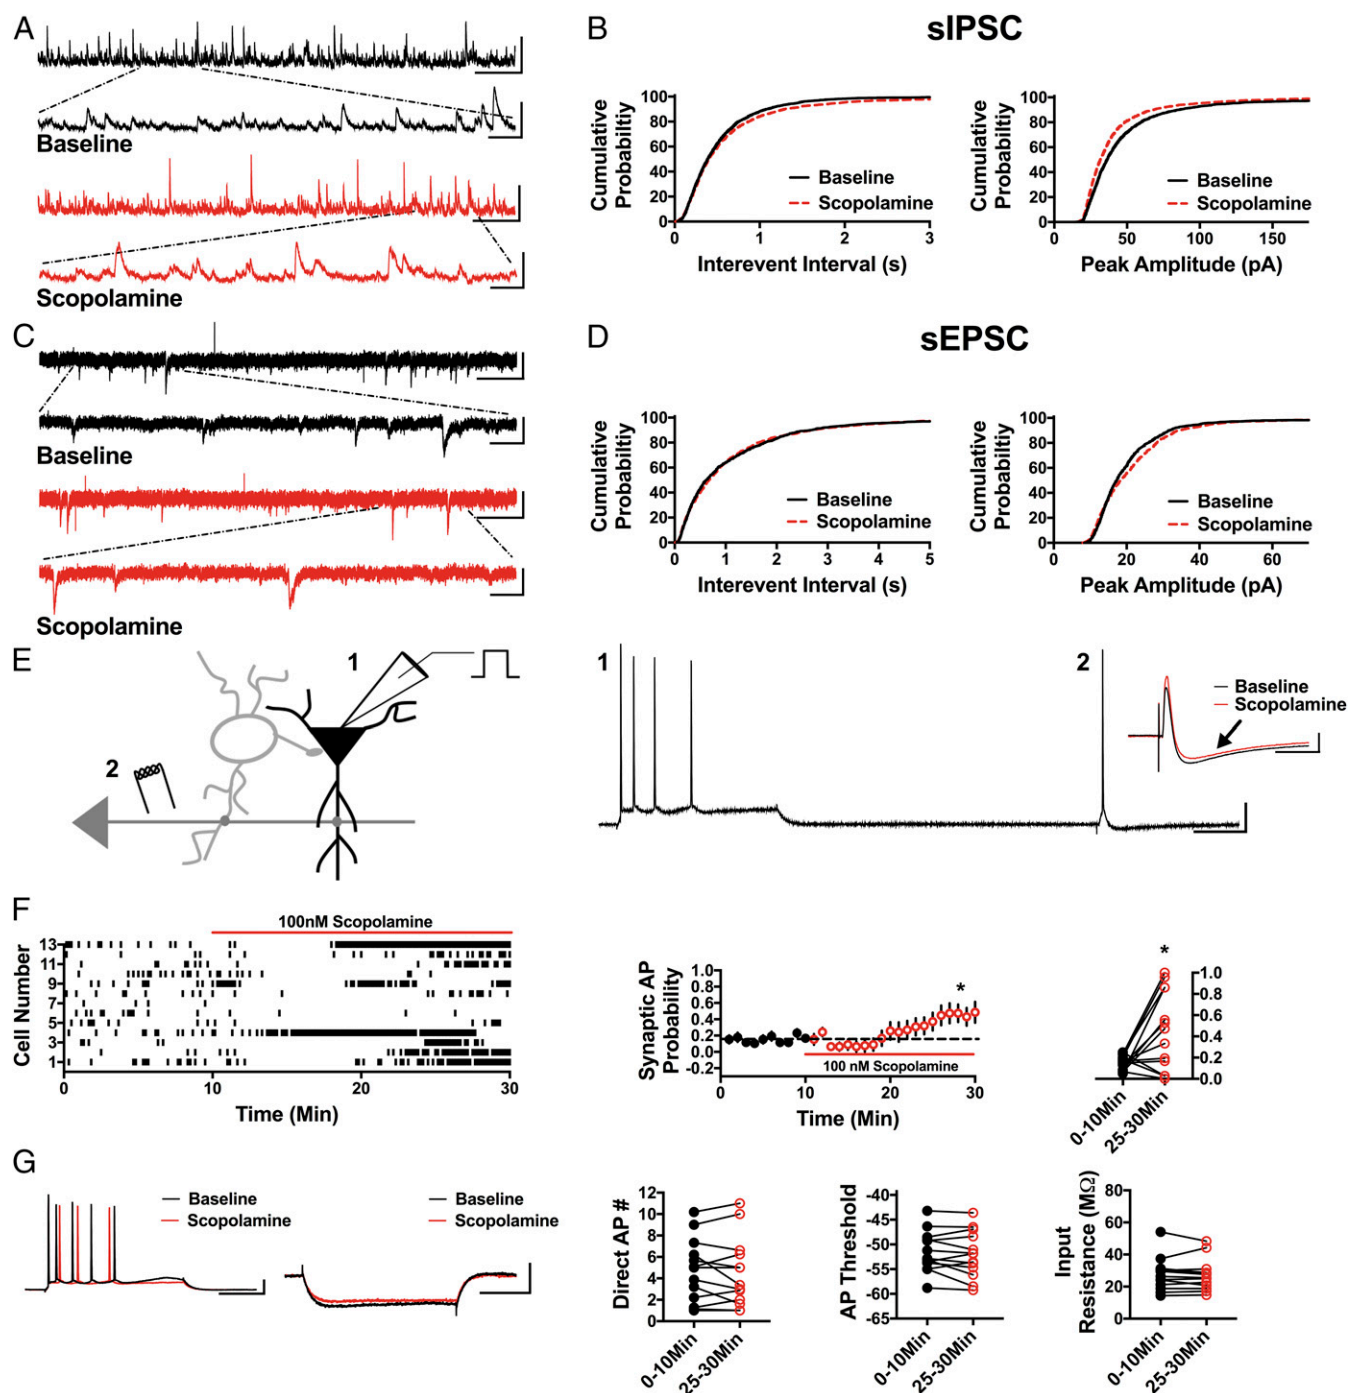 A
Baseline
Scopolamine
B
sIPSC
Cumulative
Probabiltiy
100
80
60
40
20
0
Baseline
Scopolamine
0 1 2 3
Interevent Interval (s)
Cumulative
Probabiltiy
100
80
60
40
20
0
Baseline
Scopolamine
0 50 100 150
Peak Amplitude (pA)
C
Baseline
Scopolamine
D
sEPSC
Cumulative
Probabiltiy
100
80
60
40
20
0
Baseline
Scopolamine
0 1 2 3 4 5
Interevent Interval (s)
Cumulative
Probabiltiy
100
80
60
40
20
0
Baseline
Scopolamine
0 20 40 60
Peak Amplitude (pA)
E
1
2
1
2
Baseline
Scopolamine
F
100nM Scopolamine
Cell Number
13
11
9
7
5
3
1
0 10 20 30
Time (Min)
Synaptic AP
Probability
1.0
0.8
0.6
0.4
0.2
0.0
-0.2
*
100 nM Scopolamine
0 10 20 30
Time (Min)
*
1.0
0.8
0.6
0.4
0.2
0.0
0-10Min
25-30Min
G
Baseline
Scopolamine
Baseline
Scopolamine
Direct AP #
12
10
8
6
4
2
0
0-10Min
25-30Min
AP Threshold
-40
-45
-50
-55
-60
-65
0-10Min
25-30Min
Input
Resistance (MΩ)
80
60
40
20
0
0-10Min
25-30Min